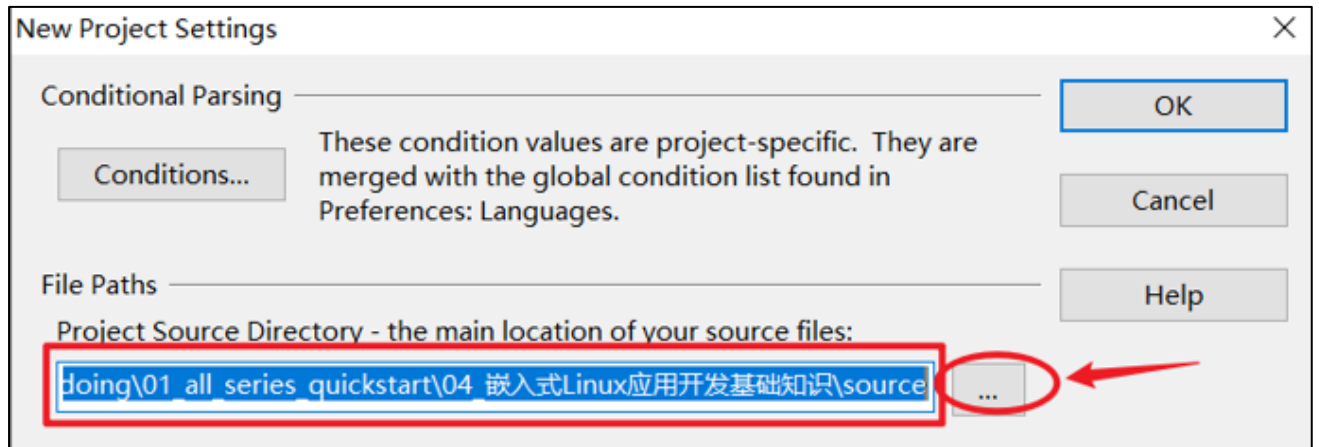 New Project Settings
Conditional Parsing
OK
Conditions...
These condition values are project-specific. They are
merged with the global condition list found in
Preferences: Languages.
Cancel
File Paths
Help
Project Source Directory - the main location of your source files:
doing\01_all_series_quickstart\04_嵌入式Linux应用开发基础知识\source
...